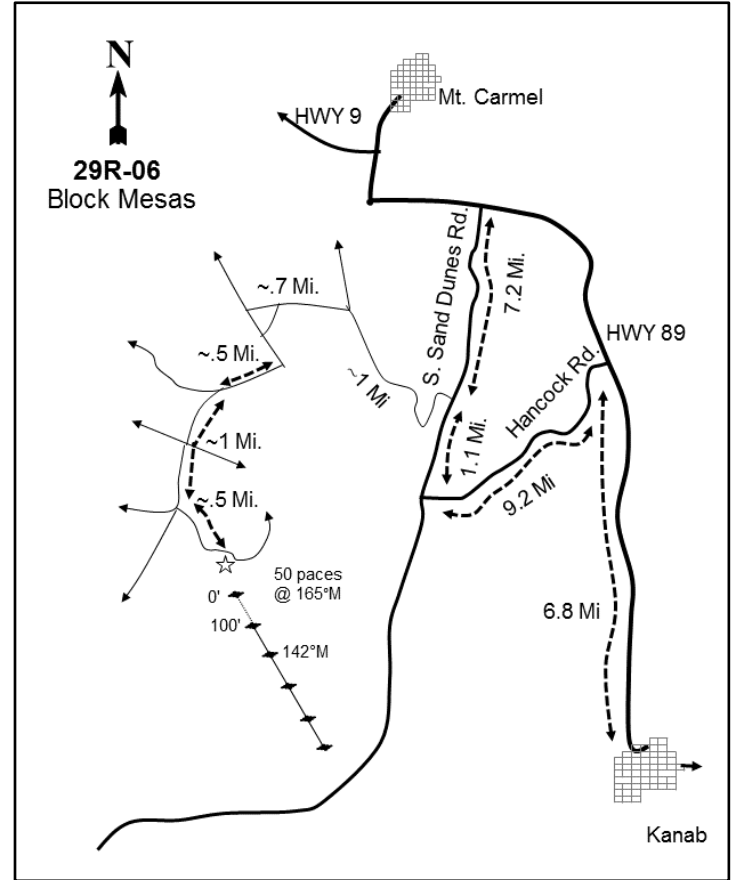 N
29R-06
Block Mesas
Mt. Carmel
HWY 9
S. Sand Dunes Rd.
7.2 Mi.
~.7 Mi.
HWY 89
~.5 Mi.
~1 Mi
Hancock Rd.
1.1 Mi.
~1 Mi.
9.2 Mi
~.5 Mi.
50 paces
@ 165°M
0'
100'
142°M
6.8 Mi
Kanab